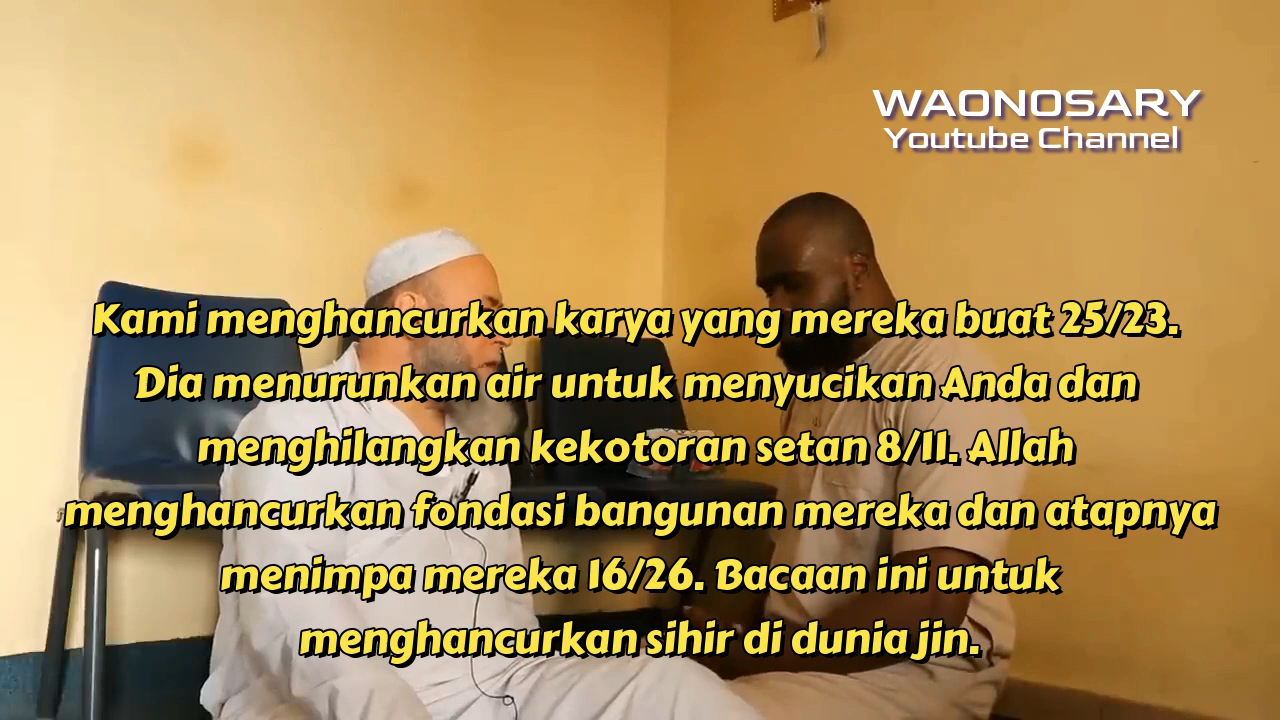 WAONOSARY
Youtube Channel
Kami menghancurkan karya yang mereka buat 25/23.
Dia menurunkan air untuk menyucikan Anda dan
menghilangkan kekotoran setan 8/11. Allah
menghancurkan fondasi bangunan mereka dan atapnya
menimpa mereka 16/26. Bacaan ini untuk
menghancurkan sihir di dunia jin.